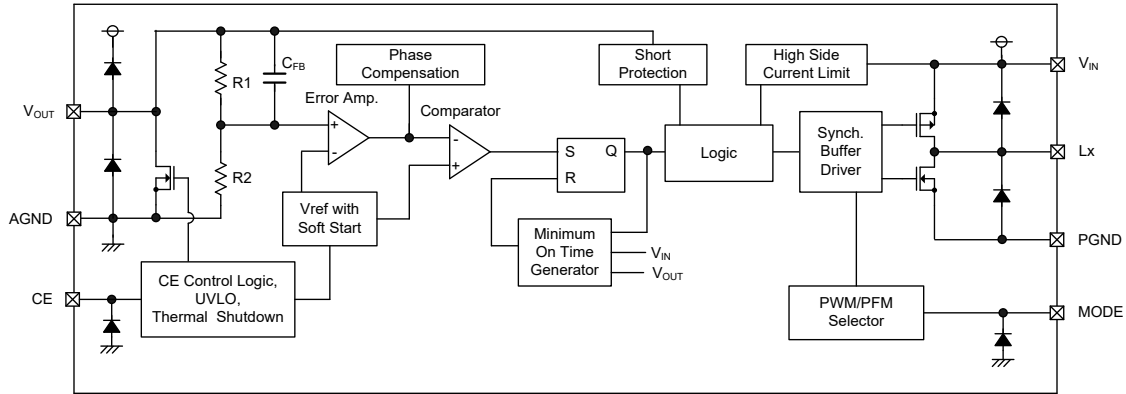 Phase
Compensation
Short
Protection
High Side
Current Limit
R1
CFB
VIN
Error Amp.
Comparator
VOUT
+
-
-
+
S
Q
R
Logic
Synch.
Buffer
Driver
Lx
R2
Vref with
Soft Start
AGND
Minimum
On Time
Generator
VIN
VOUT
PGND
CE Control Logic,
UVLO,
Thermal Shutdown
CE
PWM/PFM
Selector
MODE